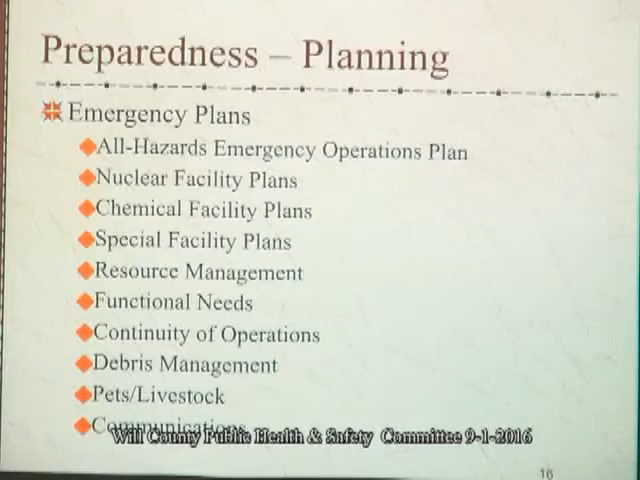 Preparedness – Planning
Emergency Plans
All-Hazards Emergency Operations Plan
Nuclear Facility Plans
Chemical Facility Plans
Special Facility Plans
Resource Management
Functional Needs
Continuity of Operations
Debris Management
Pets/Livestock
Communications
Will County Public Health & Safety Committee 9-1-2016
16